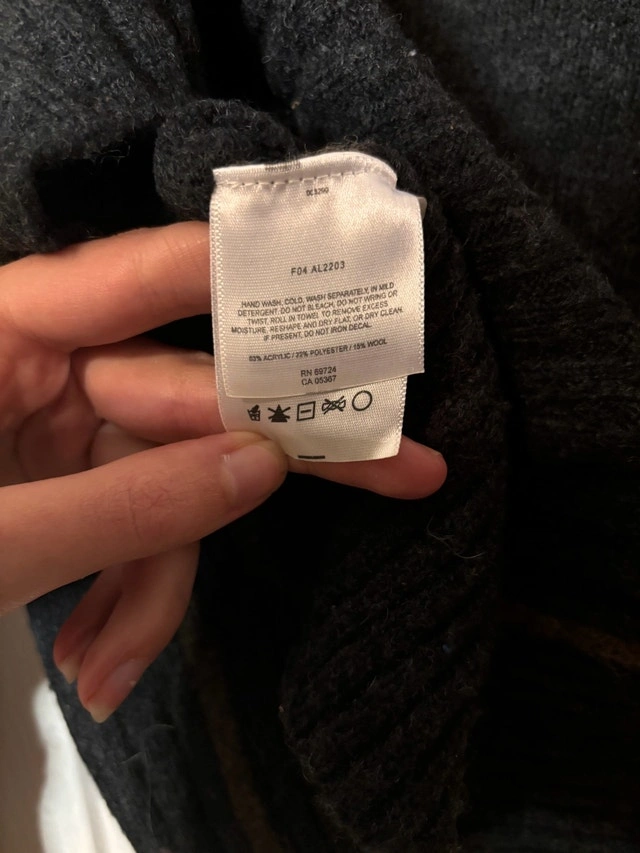 F04 AL2203
HAND WASH, COLD, WASH SEPARATELY, IN MILD
DETERGENT. DO NOT BLEACH, DO NOT WRING OR
TWIST, ROLL IN TOWEL TO REMOVE EXCESS
MOISTURE. RESHAPE AND DRY FLAT, OR DRY CLEAN.
IF PRESENT, DO NOT IRON DECAL.
ACRYLIC / 22% POLYESTER / 15% WOOL
RN 69724
CA 05367